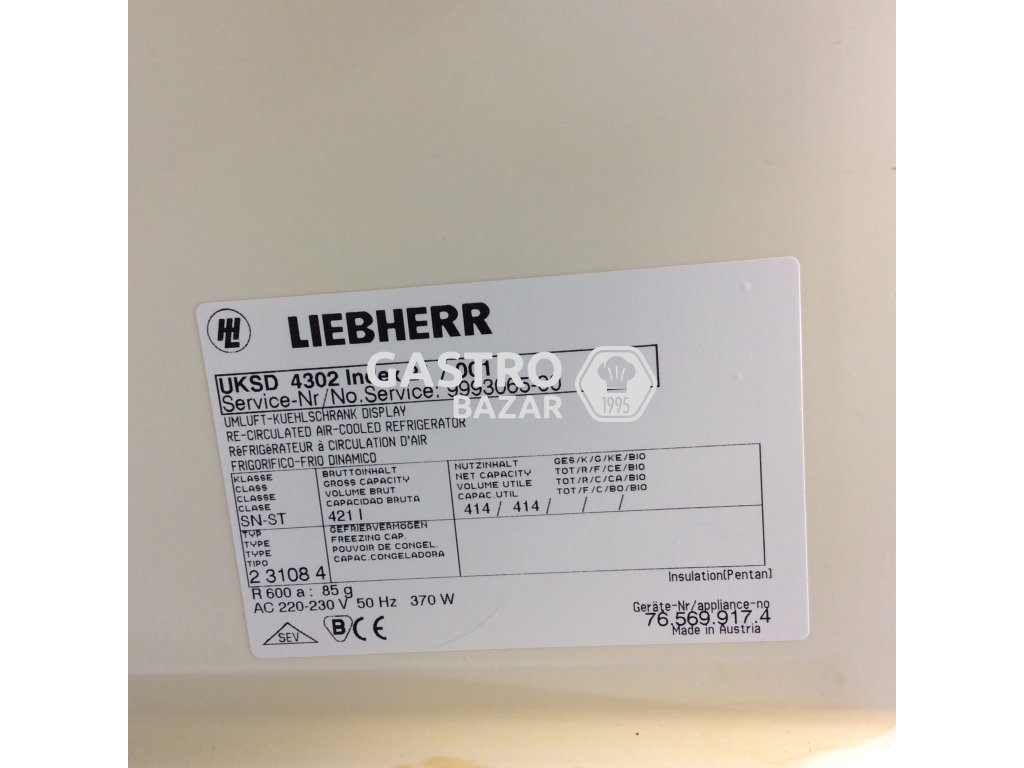 HL LIEBHERR
UKSD 4302 Index / 001
Service-Nr/No.Service:
GASTRO
BAZAR
1995
UMLUFT-KUEHLSCHRANK DISPLAY
RE-CIRCULATED AIR-COOLED REFRIGERATOR
RéFRIGéRATEUR à CIRCULATION D'AIR
FRIGORIFICO-FRIO DINAMICO
KLASSE
CLASS
CLASSE
CLASE
SN-ST
BRUTTOINHALT
GROSS CAPACITY
VOLUME BRUT
CAPACIDAD BRUTA
421 l
NUTZINHALT GES/K/G/KE/BIO
NET CAPACITY TOT/R/F/CE/BIO
VOLUME UTILE TOT/R/C/CA/BIO
CAPAC.UTIL TOT/F/C/BO/BIO
414 / 414 / / /
TYP
TYPE
TYPE
TIPO
2 3108 4
GEFRIERVERMOGEN
FREEZING CAP.
POUVOIR DE CONGEL.
CAPAC.CONGELADORA
R 600 a : 85 g
AC 220-230 V 50 Hz 370 W
SEV B CE
Insulation(Pentan)
Geräte-Nr/appliance-no
76.569.917.4
Made in Austria